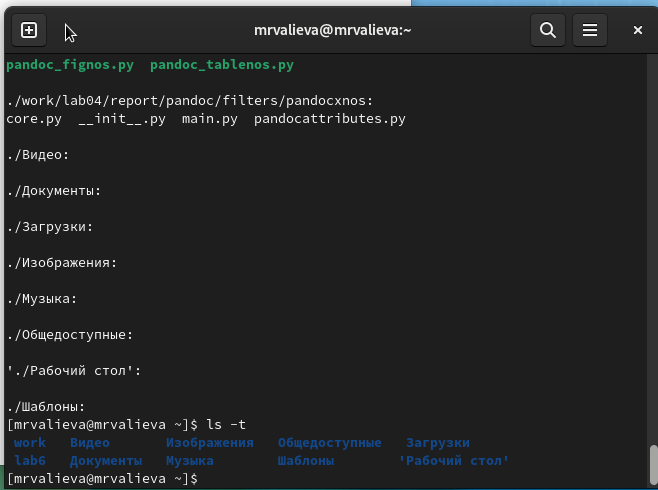 mrvalieva@mrvalieva:~
pandoc_fignos.py  pandoc_tablenos.py
./work/lab04/report/pandoc/filters/pandocxnos:
core.py  __init__.py  main.py  pandocattributes.py
./Видео:
./Документы:
./Загрузки:
./Изображения:
./Музыка:
./Общедоступные:
'./Рабочий стол':
./Шаблоны:
[mrvalieva@mrvalieva ~]$ ls -t
work   Видео       Изображения   Общедоступные   Загрузки
lab6   Документы   Музыка        Шаблоны        'Рабочий стол'
[mrvalieva@mrvalieva ~]$